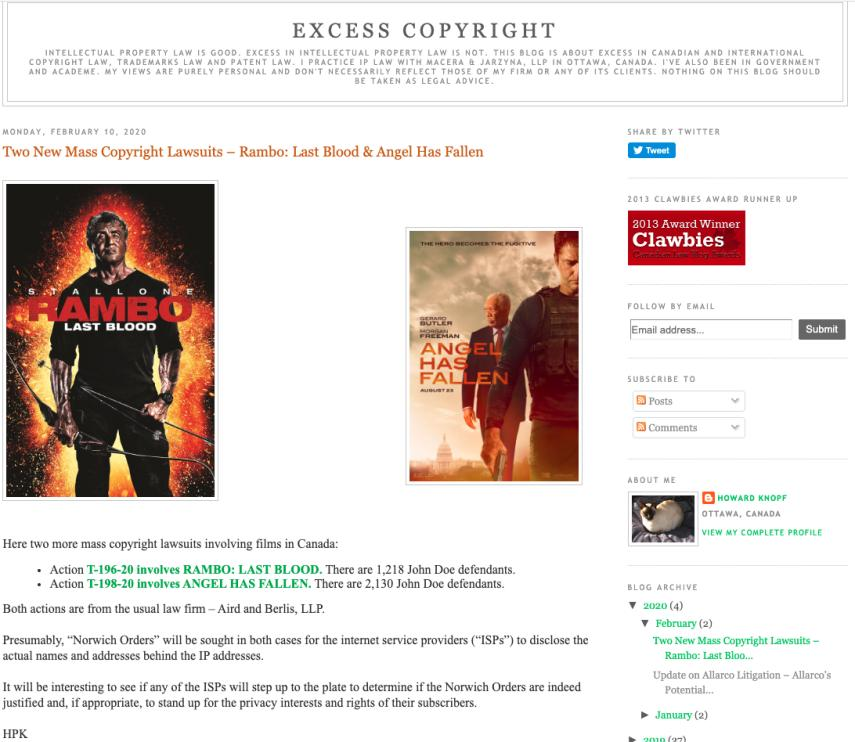 EXCESS COPYRIGHT
INTELLECTUAL PROPERTY LAW IS GOOD. EXCESS IN INTELLECTUAL PROPERTY LAW IS NOT. THIS BLOG IS ABOUT EXCESS IN CANADIAN AND INTERNATIONAL
COPYRIGHT LAW, TRADEMARKS LAW AND PATENT LAW. I PRACTICE IP LAW WITH MACERA & JARZYNA, LLP IN OTTAWA, CANADA. I'VE ALSO BEEN IN GOVERNMENT
AND ACADEME. MY VIEWS ARE PURELY PERSONAL AND DON'T NECESSARILY REFLECT THOSE OF MY FIRM OR ANY OF ITS CLIENTS. NOTHING ON THIS BLOG SHOULD
BE TAKEN AS LEGAL ADVICE.
MONDAY, FEBRUARY 10, 2020
Two New Mass Copyright Lawsuits – Rambo: Last Blood & Angel Has Fallen
STALLONE
RAMBO
LAST BLOOD
THE HERO BECOMES THE FUGITIVE
GERARD
BUTLER
MORGAN
FREEMAN
ANGEL
HAS
FALLEN
AUGUST 23
Here two more mass copyright lawsuits involving films in Canada:
• Action T-196-20 involves RAMBO: LAST BLOOD. There are 1,218 John Doe defendants.
• Action T-198-20 involves ANGEL HAS FALLEN. There are 2,130 John Doe defendants.
Both actions are from the usual law firm – Aird and Berlis, LLP.
Presumably, “Norwich Orders” will be sought in both cases for the internet service providers (“ISPs”) to disclose the
actual names and addresses behind the IP addresses.
It will be interesting to see if any of the ISPs will step up to the plate to determine if the Norwich Orders are indeed
justified and, if appropriate, to stand up for the privacy interests and rights of their subscribers.
HPK
SHARE BY TWITTER
Tweet
2013 CLAWBIES AWARD RUNNER UP
2013 Award Winner
Clawbies
Canadian Law Blog Awards
FOLLOW BY EMAIL
Email address...
Submit
SUBSCRIBE TO
Posts
Comments
ABOUT ME
HOWARD KNOPF
OTTAWA, CANADA
VIEW MY COMPLETE PROFILE
BLOG ARCHIVE
▼ 2020 (4)
▼ February (2)
Two New Mass Copyright Lawsuits –
Rambo: Last Bloo...
Update on Allarco Litigation – Allarco’s
Potential...
► January (2)
► 2019 (27)